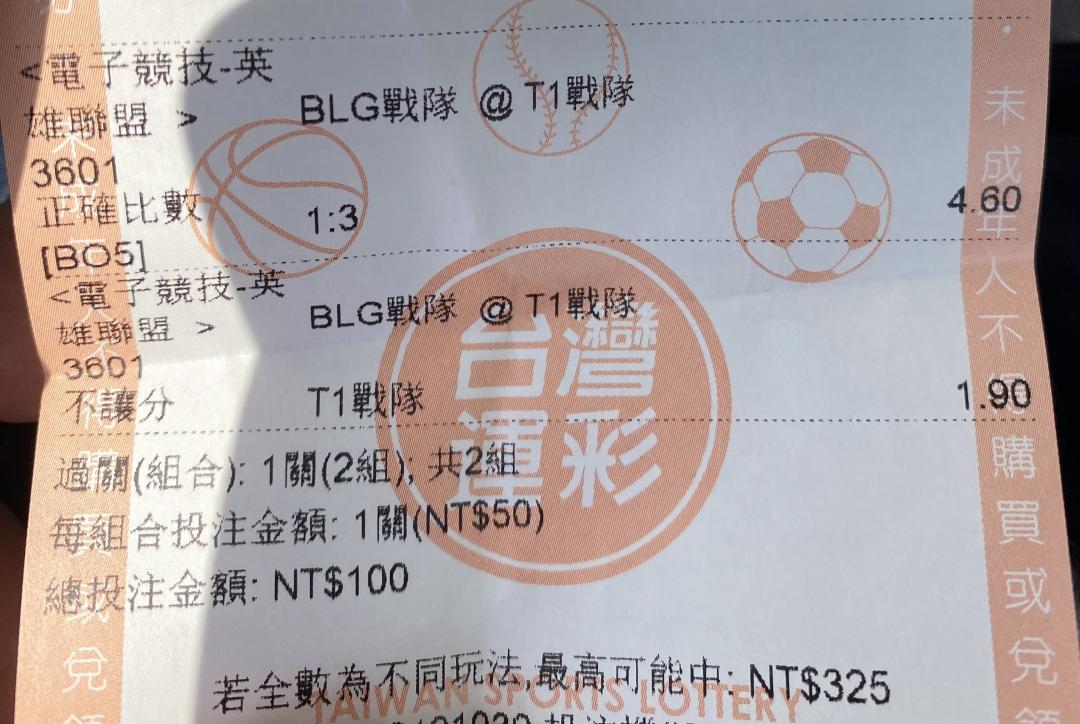 <電子競技-英
雄聯盟 > BLG戰隊 @ T1戰隊
3601
正確比數 1:3 4.60
[BO5]
<電子競技-英
雄聯盟 > BLG戰隊 @ T1戰隊
3601
不讓分 T1戰隊 1.90
過關(組合): 1關(2組); 共2組
每組合投注金額: 1關(NT$50)
總投注金額: NT$100
若全數為不同玩法,最高可能中: NT$325
台灣
運彩
TAIWAN SPORTS LOTTERY
未成年人不得購買或兌領